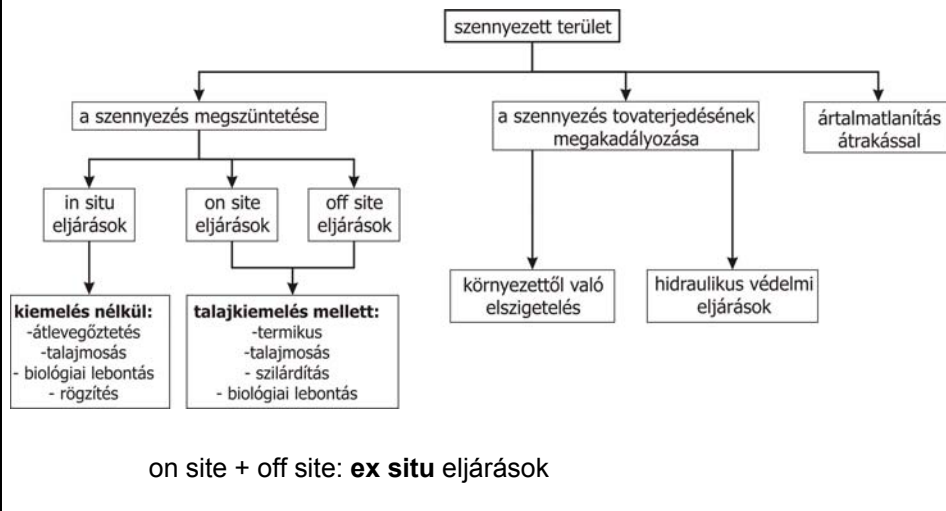 szennyezett terület
a szennyezés megszüntetése
a szennyezés tovaterjedésének
megakadályozása
ártalmatlanítás
átrakással
in situ
eljárások
on site
eljárások
off site
eljárások
környezettől való
elszigetelés
hidraulikus védelmi
eljárások
kiemelés nélkül:
-átlevegőztetés
-talajmosás
- biológiai lebontás
- rögzítés
talajkiemelés mellett:
-termikus
-talajmosás
- szilárdítás
- biológiai lebontás
on site + off site: ex situ eljárások